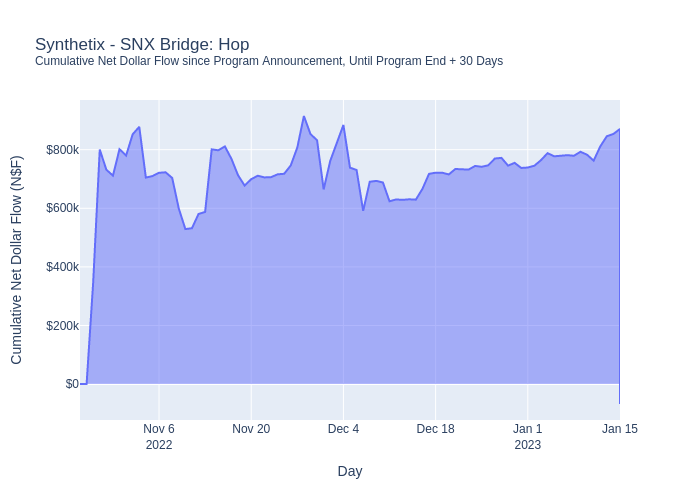 Synthetix - SNX Bridge: Hop
Cumulative Net Dollar Flow since Program Announcement, Until Program End + 30 Days
Cumulative Net Dollar Flow (N$F)
$800k
$600k
$400k
$200k
$0
Nov 6
2022
Nov 20
Dec 4
Dec 18
Jan 1
2023
Jan 15
Day